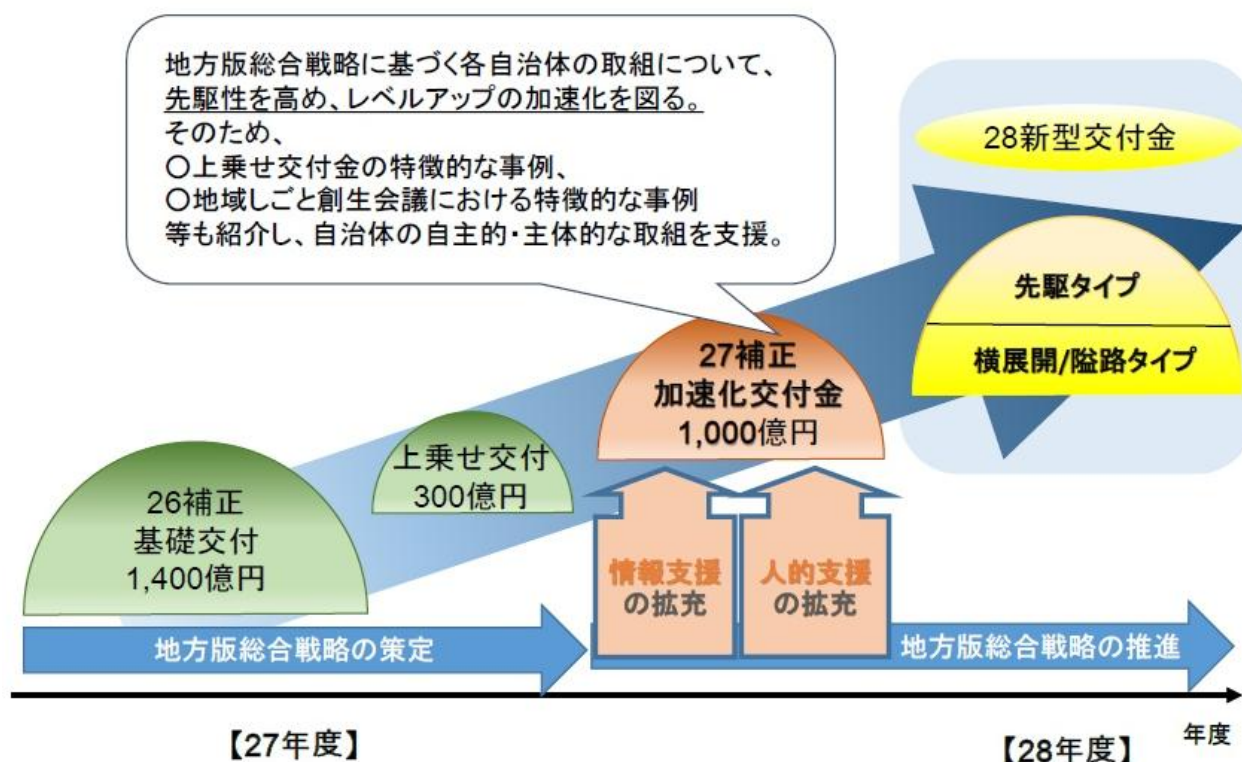 地方版総合戦略に基づく各自治体の取組について、
先駆性を高め、レベルアップの加速化を図る。
そのため、
〇上乗せ交付金の特徴的な事例、
〇地域しごと創生会議における特徴的な事例
等も紹介し、自治体の自主的・主体的な取組を支援。
28新型交付金
先駆タイプ
横展開/隘路タイプ
27補正
加速化交付金
1,000億円
上乗せ交付
300億円
26補正
基礎交付
1,400億円
情報支援
の拡充
人的支援
の拡充
地方版総合戦略の策定
地方版総合戦略の推進
【27年度】
【28年度】
年度